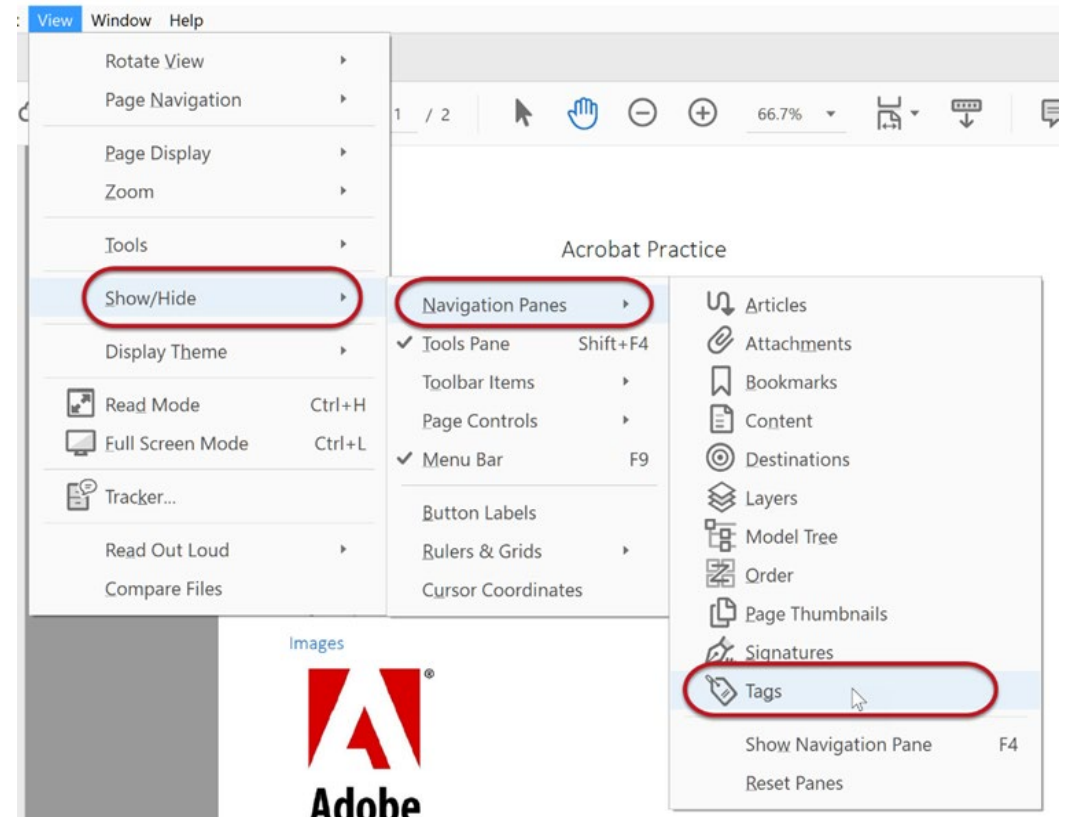 View Window Help
Rotate View
Page Navigation
Page Display
Zoom
Tools
Show/Hide
Display Theme
Read Mode Ctrl+H
Full Screen Mode Ctrl+L
Tracker...
Read Out Loud
Compare Files
1 / 2
66.7%
Acrobat Practice
Navigation Panes
Tools Pane Shift+F4
Toolbar Items
Page Controls
Menu Bar F9
Button Labels
Rulers & Grids
Cursor Coordinates
Articles
Attachments
Bookmarks
Content
Destinations
Layers
Model Tree
Order
Page Thumbnails
Signatures
Tags
Show Navigation Pane F4
Reset Panes
Images
®
Adobe